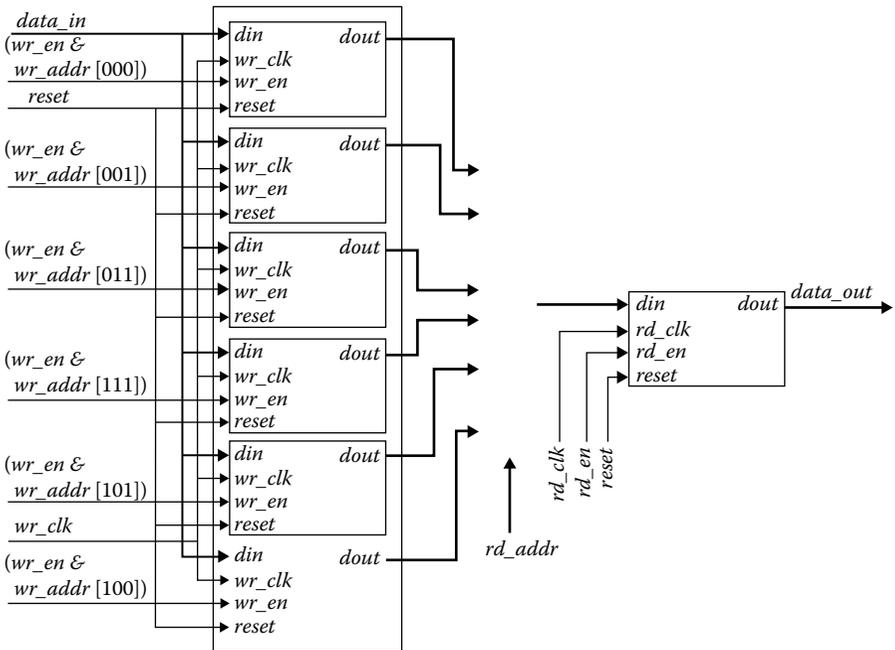 data_in
(wr_en &
wr_addr [000])
reset
din
dout
wr_clk
wr_en
reset
(wr_en &
wr_addr [001])
din
dout
wr_clk
wr_en
reset
(wr_en &
wr_addr [011])
din
dout
wr_clk
wr_en
reset
(wr_en &
wr_addr [111])
din
dout
wr_clk
wr_en
reset
(wr_en &
wr_addr [101])
wr_clk
din
dout
wr_clk
wr_en
reset
(wr_en &
wr_addr [100])
din
dout
wr_clk
wr_en
reset
rd_addr
din
dout
rd_clk
rd_en
reset
data_out
rd_clk
rd_en
reset